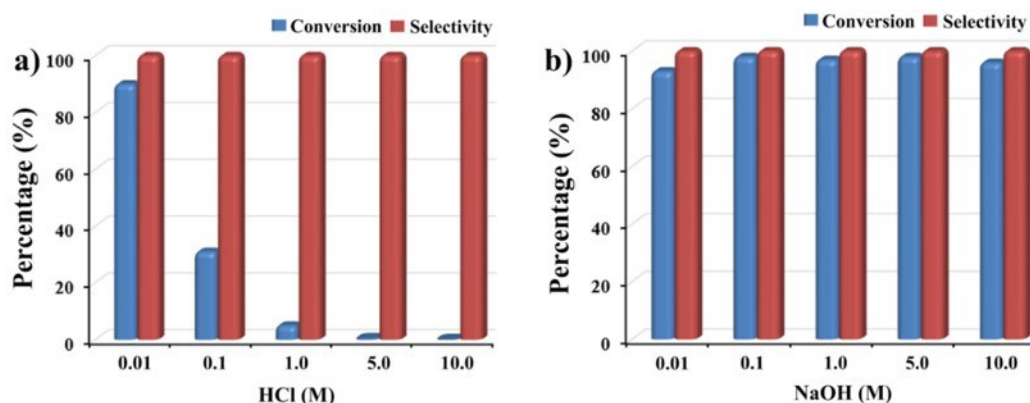 Conversion Selectivity
a)
Percentage (%)
100
80
60
40
20
0
0.01 0.1 1.0 5.0 10.0
HCl (M)
Conversion Selectivity
b)
Percentage (%)
100
80
60
40
20
0
0.01 0.1 1.0 5.0 10.0
NaOH (M)